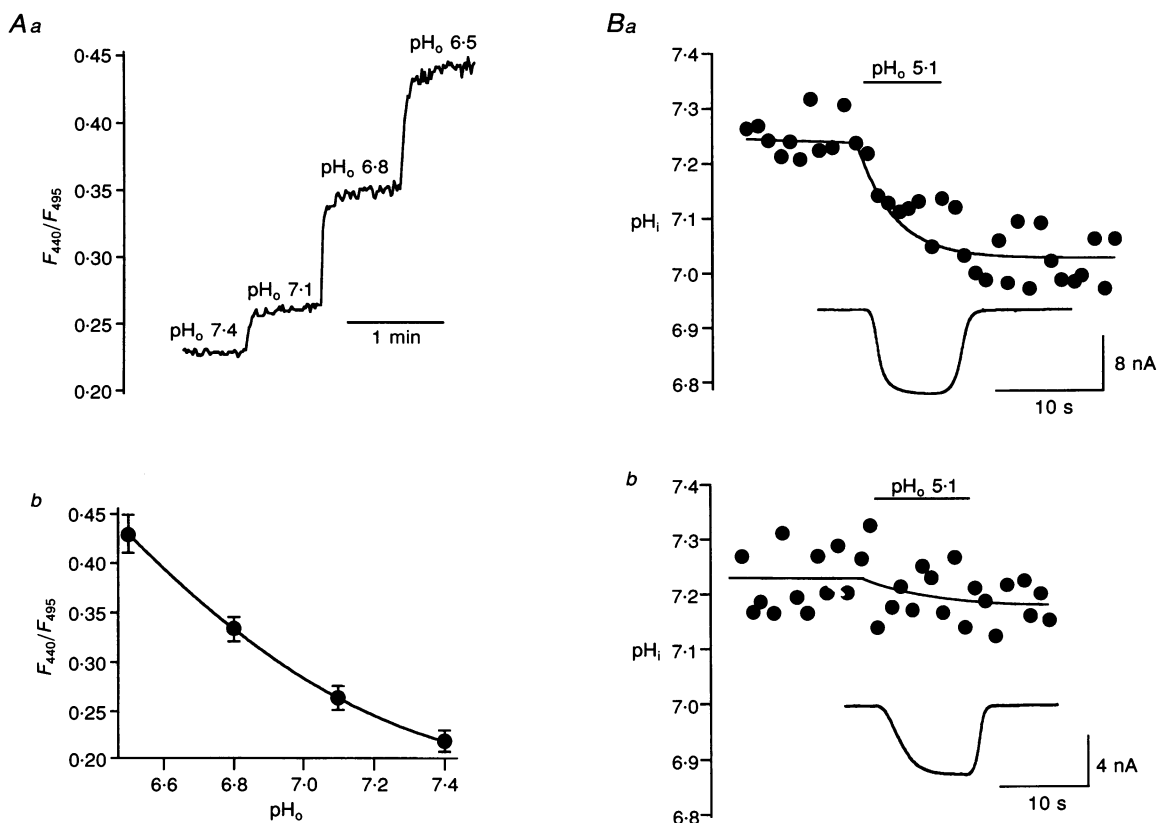 Aa
0·45
0·40
0·35
0·30
0·25
0·20
F440/F495
pHo 7·4
pHo 7·1
pHo 6·8
pHo 6·5
1 min
b
0·45
0·40
0·35
0·30
0·25
0·20
F440/F495
6·6
6·8
7·0
7·2
7·4
pHo
Ba
7·4
7·3
7·2
7·1
7·0
6·9
6·8
pHi
pHo 5·1
8 nA
10 s
b
7·4
7·3
7·2
7·1
7·0
6·9
6·8
pHi
pHo 5·1
4 nA
10 s